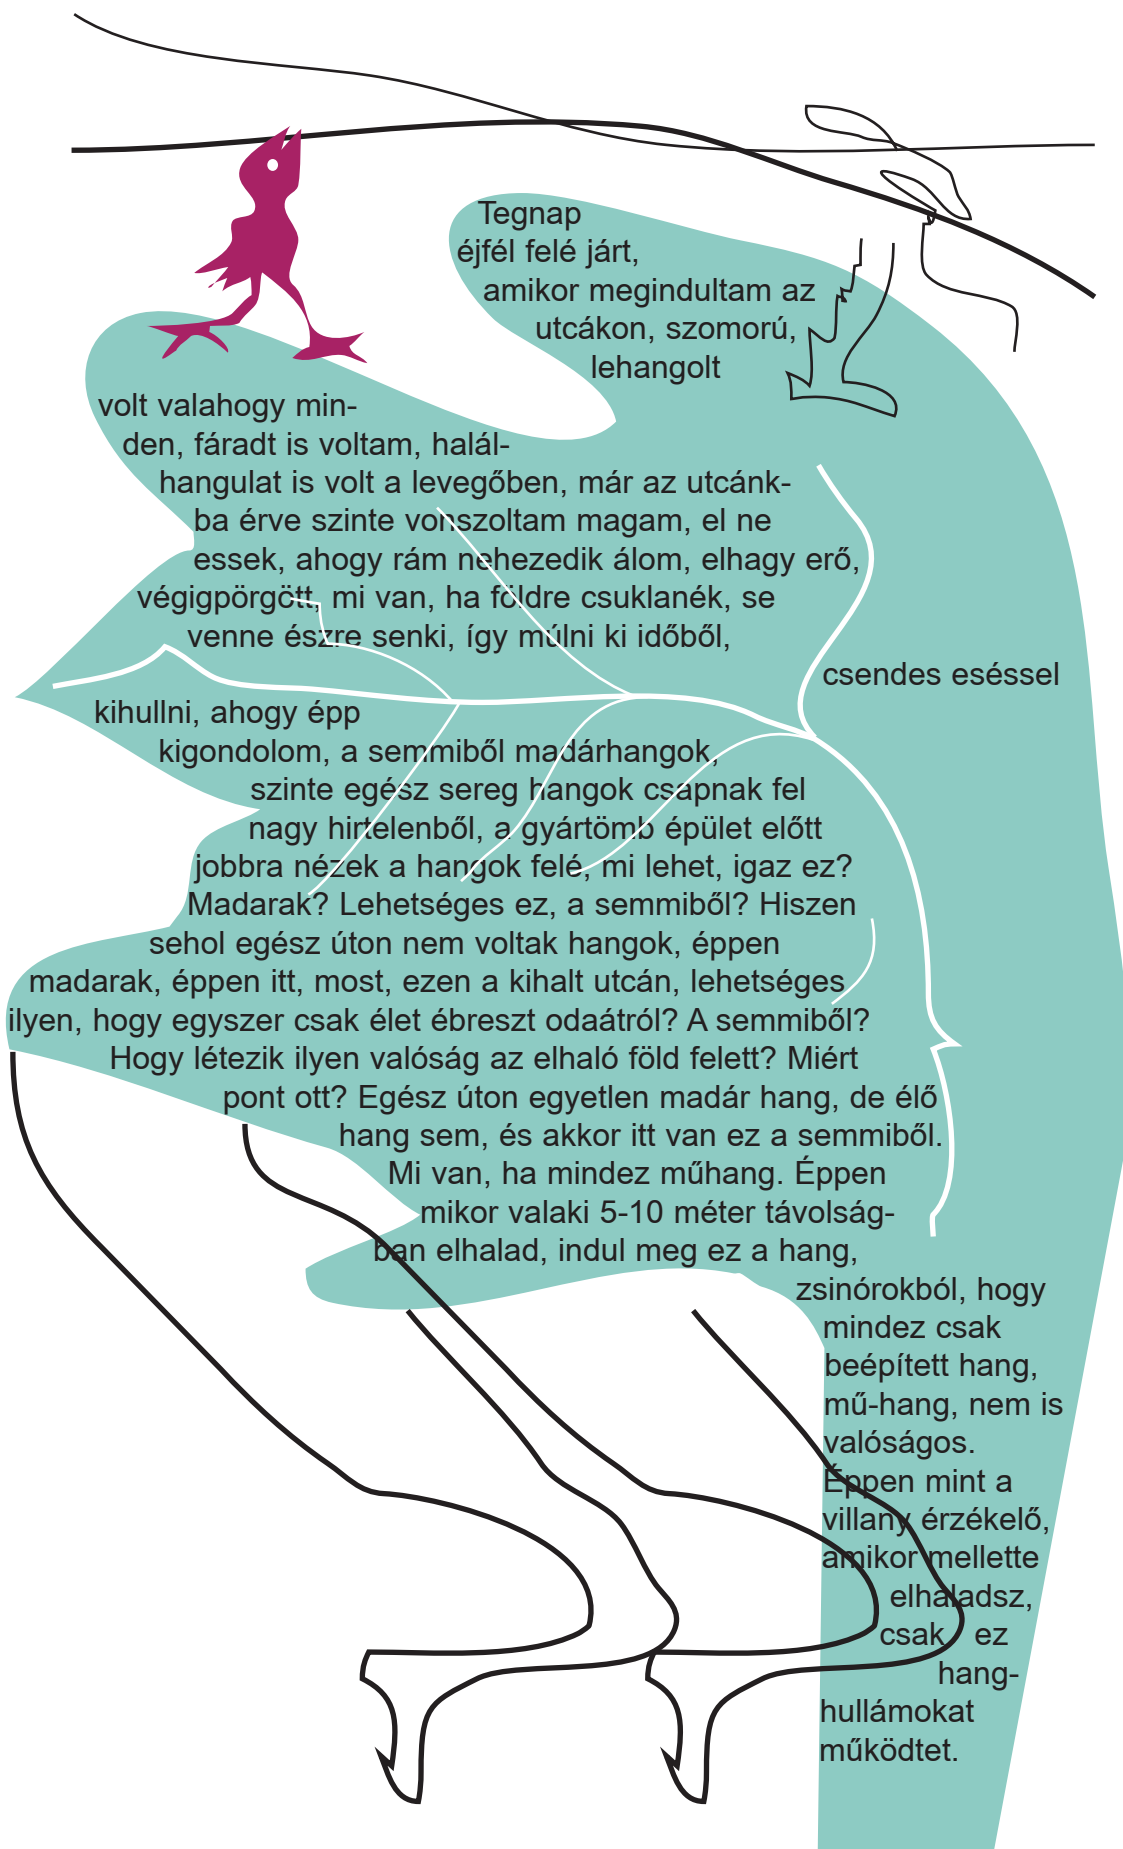 Tegnap
éjfél felé járt,
amikor megindultam az
utcákon, szomorú,
lehangolt
volt valahogy min-
den, fáradt is voltam, halál-
hangulat is volt a levegőben, már az utcánk-
ba érve szinte vonszoltam magam, el ne
essek, ahogy rám nehezedik álom, elhagy erő,
végigpörgött, mi van, ha földre csuklanék, se
venne észre senki, így múlni ki időből,
csendes eséssel
kihullni, ahogy épp
kigondolom, a semmiből madárhangok,
szinte egész sereg hangok csapnak fel
nagy hirtelenből, a gyártömb épület előtt
jobbra nézek a hangok felé, mi lehet, igaz ez?
Madarak? Lehetséges ez, a semmiből? Hiszen
sehol egész úton nem voltak hangok, éppen
madarak, éppen itt, most, ezen a kihalt utcán, lehetséges
ilyen, hogy egyszer csak élet ébreszt odaátról? A semmiből?
Hogy létezik ilyen valóság az elhaló föld felett? Miért
pont ott? Egész úton egyetlen madár hang, de élő
hang sem, és akkor itt van ez a semmiből.
Mi van, ha mindez műhang. Éppen
mikor valaki 5-10 méter távolság-
ban elhalad, indul meg ez a hang,
zsinórokból, hogy
mindez csak
beépített hang,
mű-hang, nem is
valóságos.
Éppen mint a
villany érzékelő,
amikor mellette
elhaladsz,
csak ez
hang-
hullámokat
működtet.